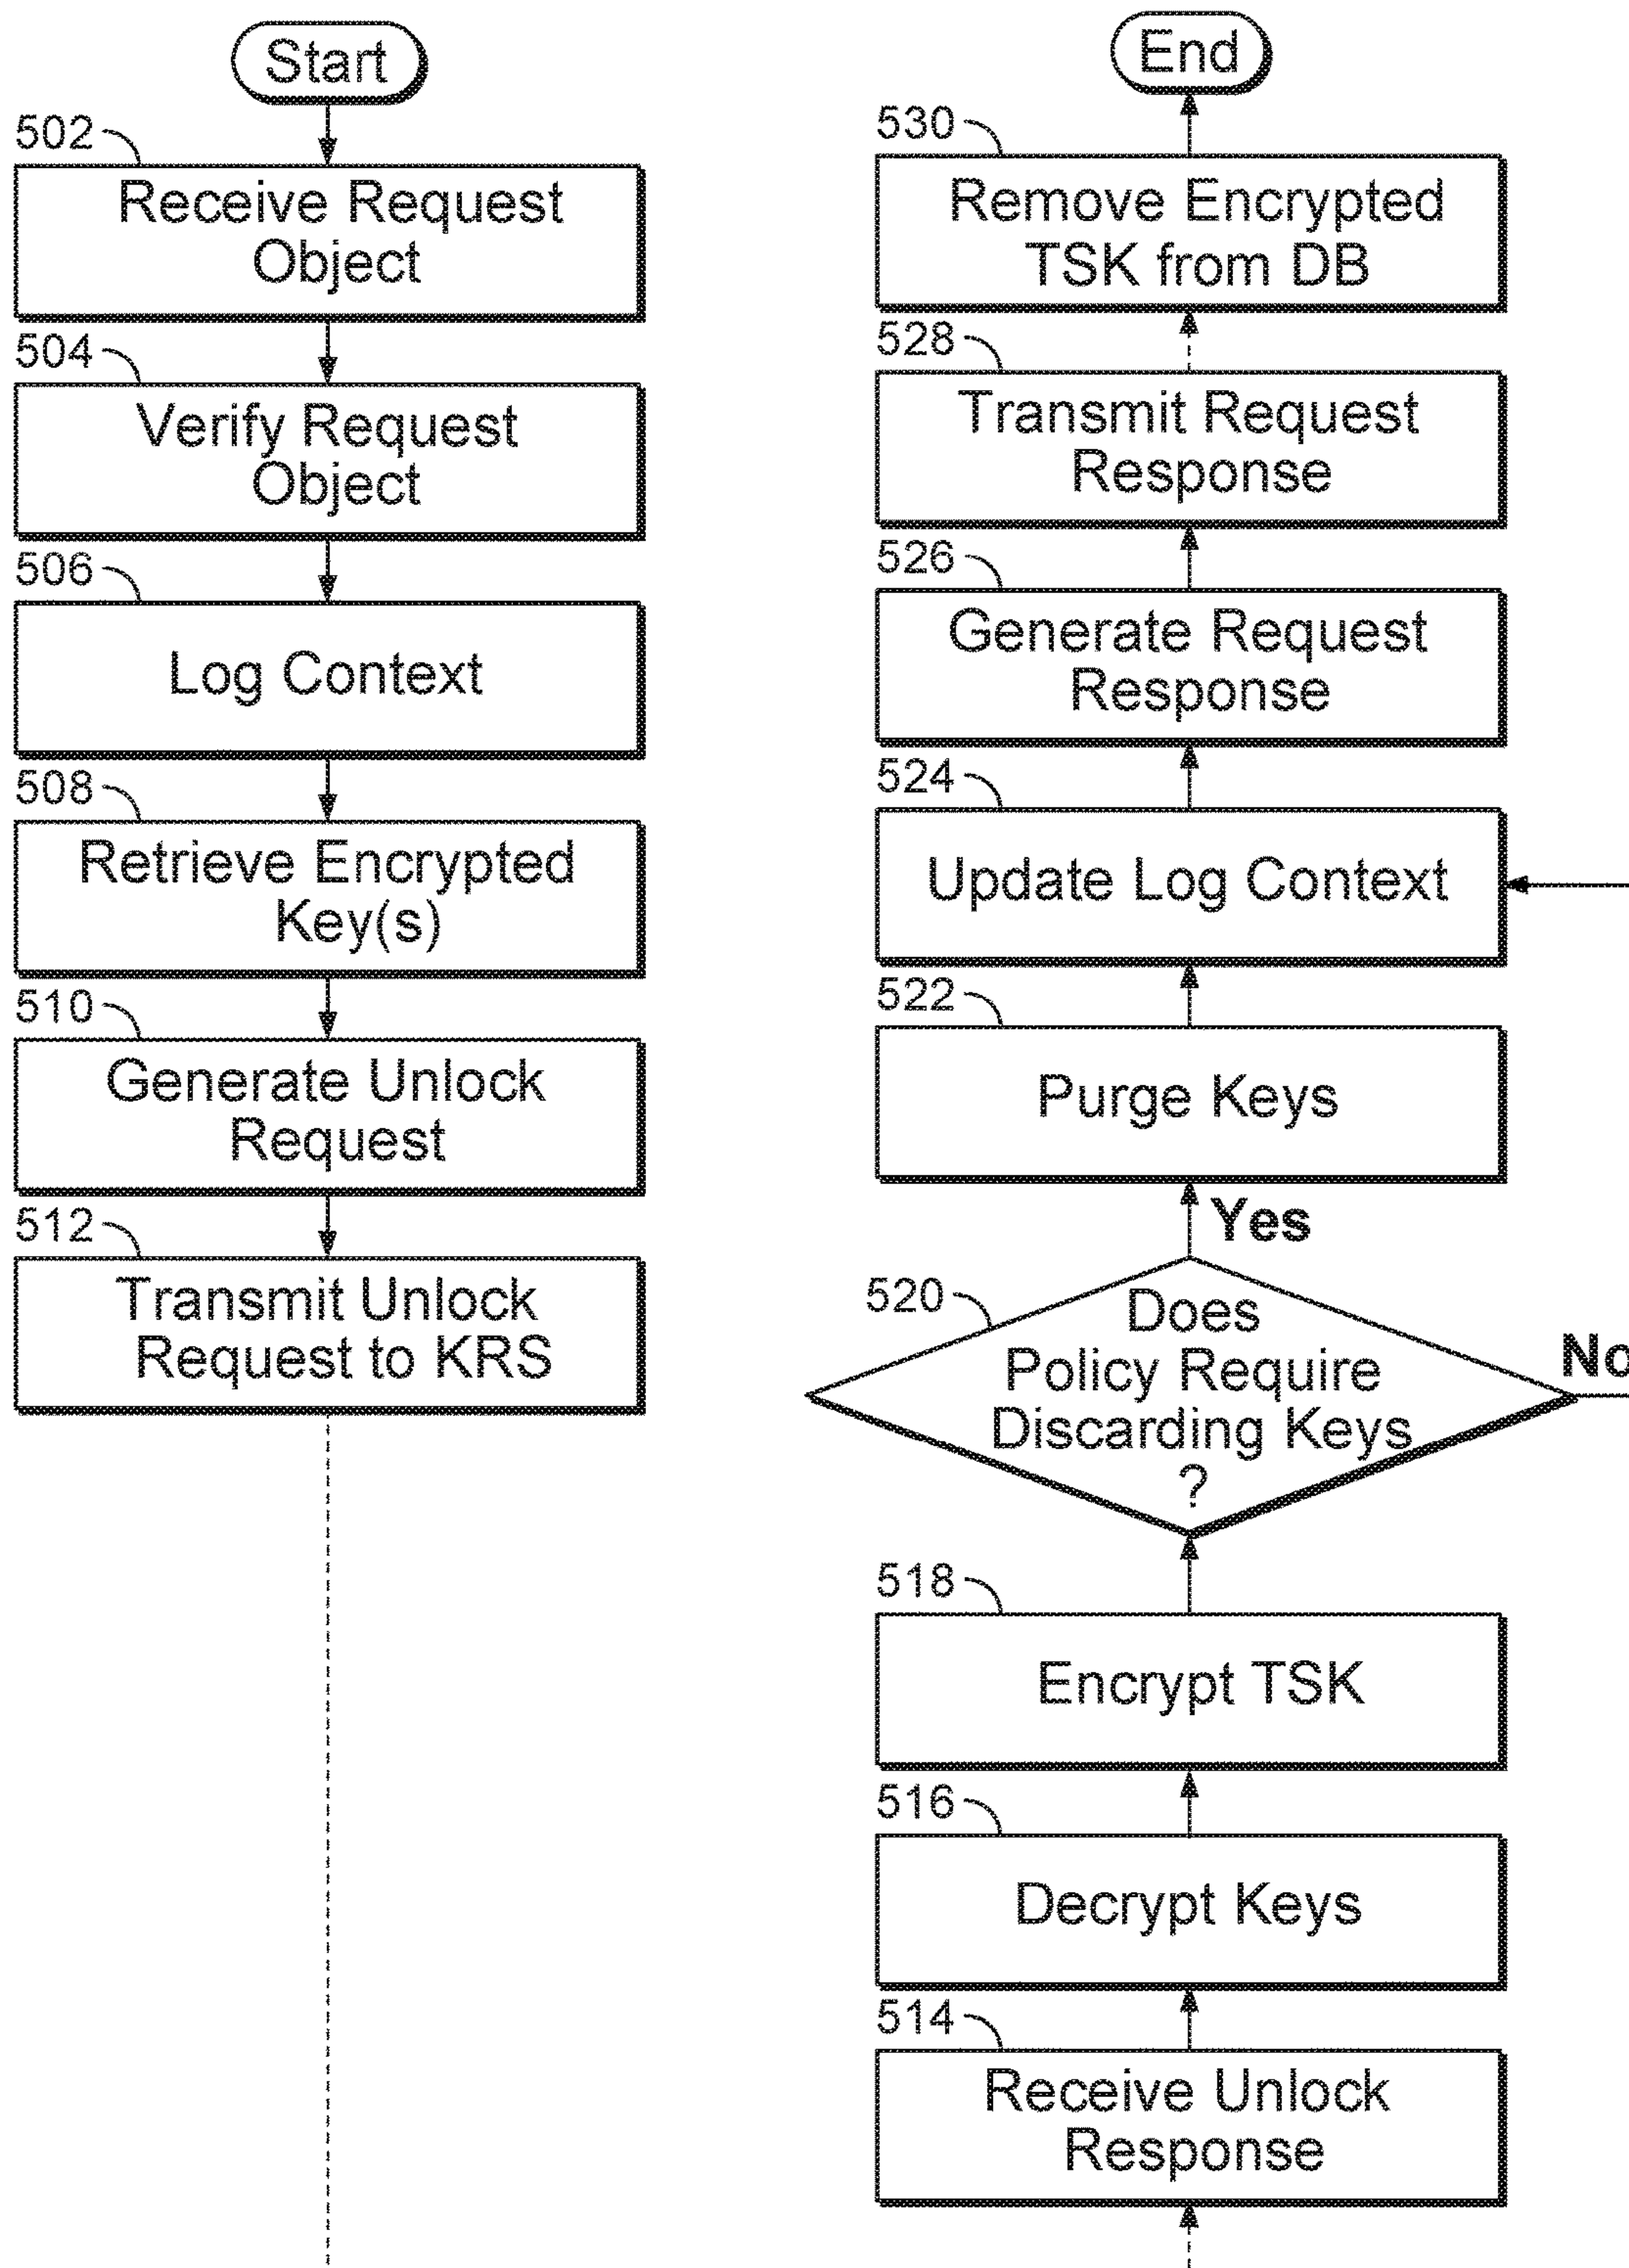 Start
502
Receive Request
Object
504
Verify Request
Object
506
Log Context
508
Retrieve Encrypted
Key(s)
510
Generate Unlock
Request
512
Transmit Unlock
Request to KRS
End
530
Remove Encrypted
TSK from DB
528
Transmit Request
Response
526
Generate Request
Response
524
Update Log Context
522
Purge Keys
Yes
520
Does
Policy Require
Discarding Keys
?
No
518
Encrypt TSK
516
Decrypt Keys
514
Receive Unlock
Response